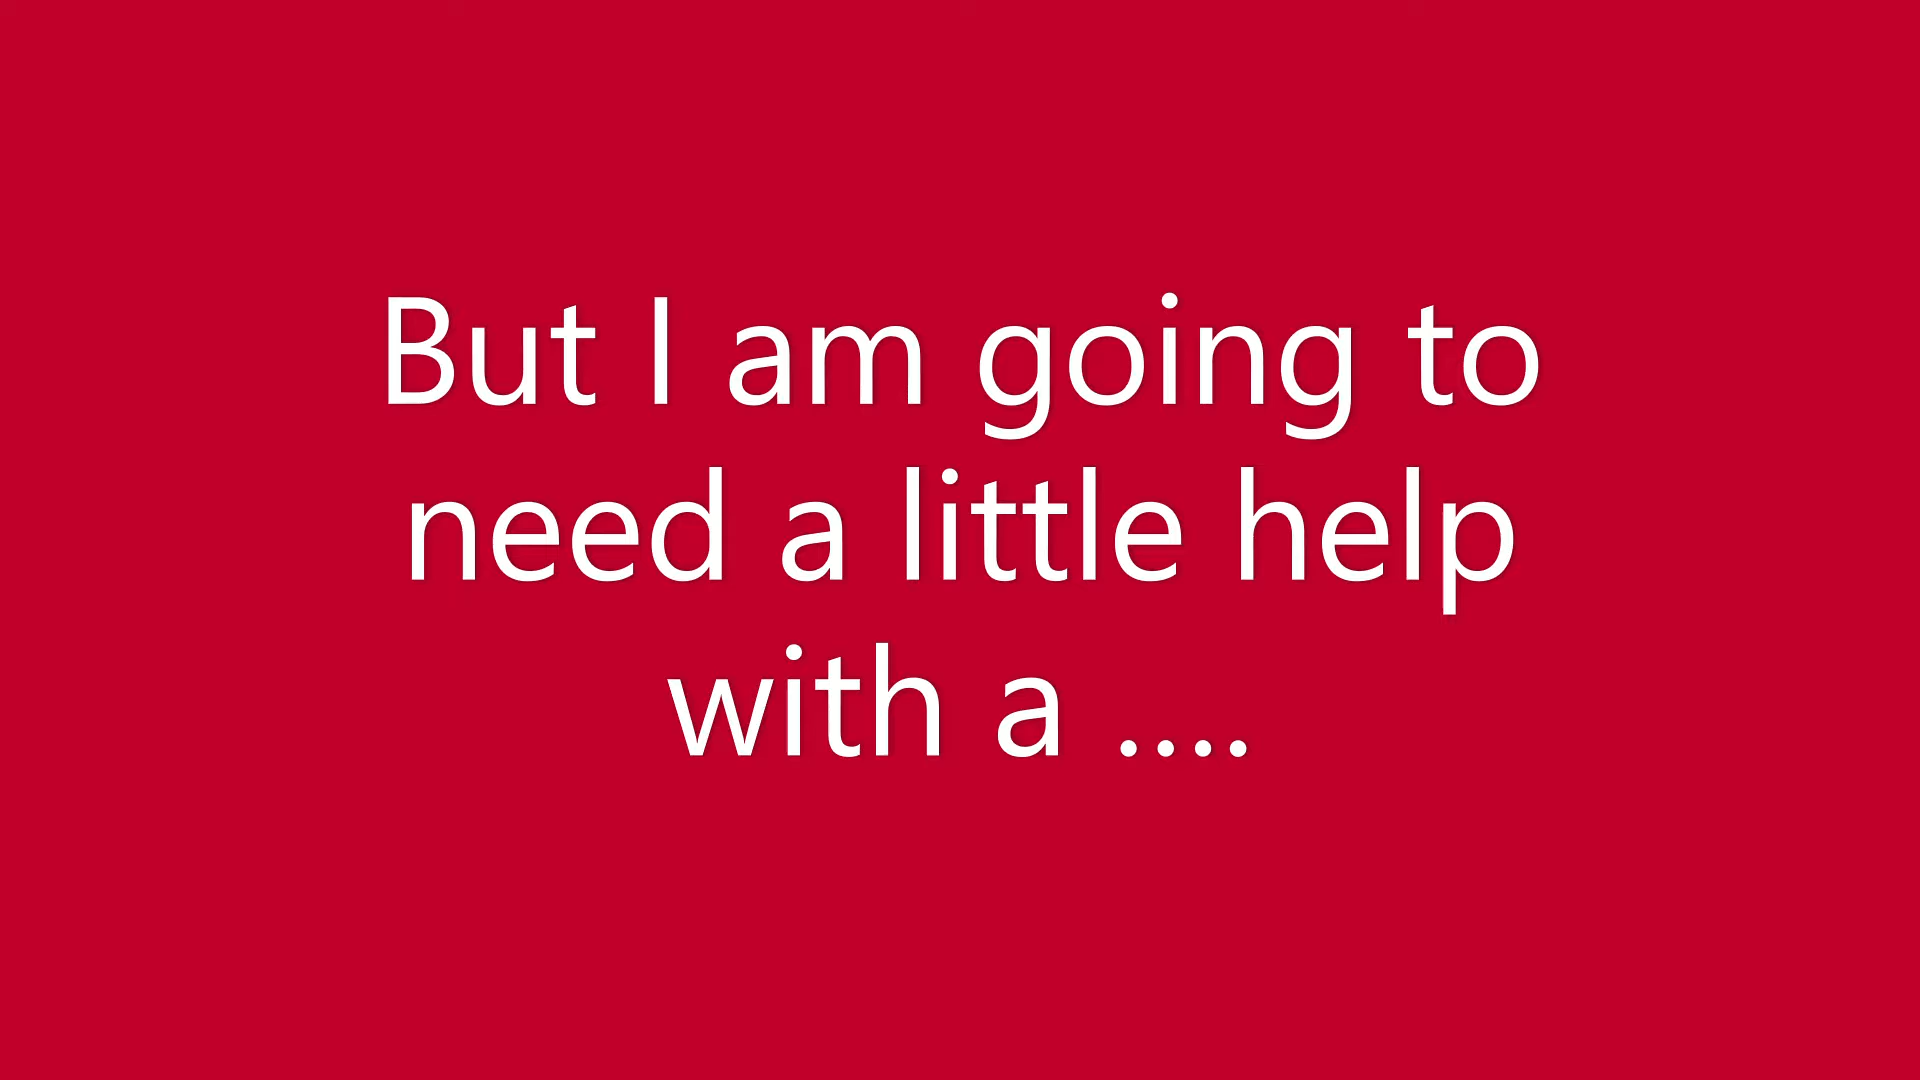 But I am going to
need a little help
with a ....